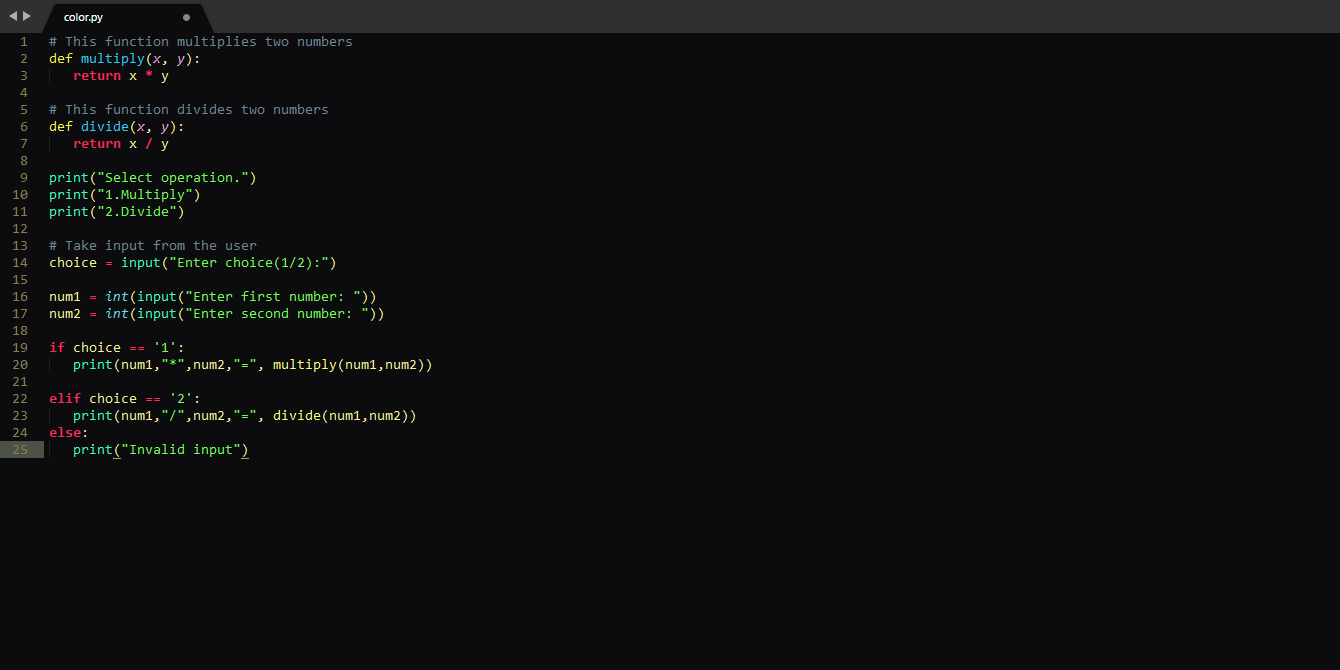 color.py
1 # This function multiplies two numbers
2 def multiply(x, y):
3    return x * y
4
5 # This function divides two numbers
6 def divide(x, y):
7    return x / y
8
9 print("Select operation.")
10 print("1.Multiply")
11 print("2.Divide")
12
13 # Take input from the user
14 choice = input("Enter choice(1/2):")
15
16 num1 = int(input("Enter first number: "))
17 num2 = int(input("Enter second number: "))
18
19 if choice == '1':
20    print(num1,"*",num2,"=", multiply(num1,num2))
21
22 elif choice == '2':
23    print(num1,"/",num2,"=", divide(num1,num2))
24 else:
25    print("Invalid input")